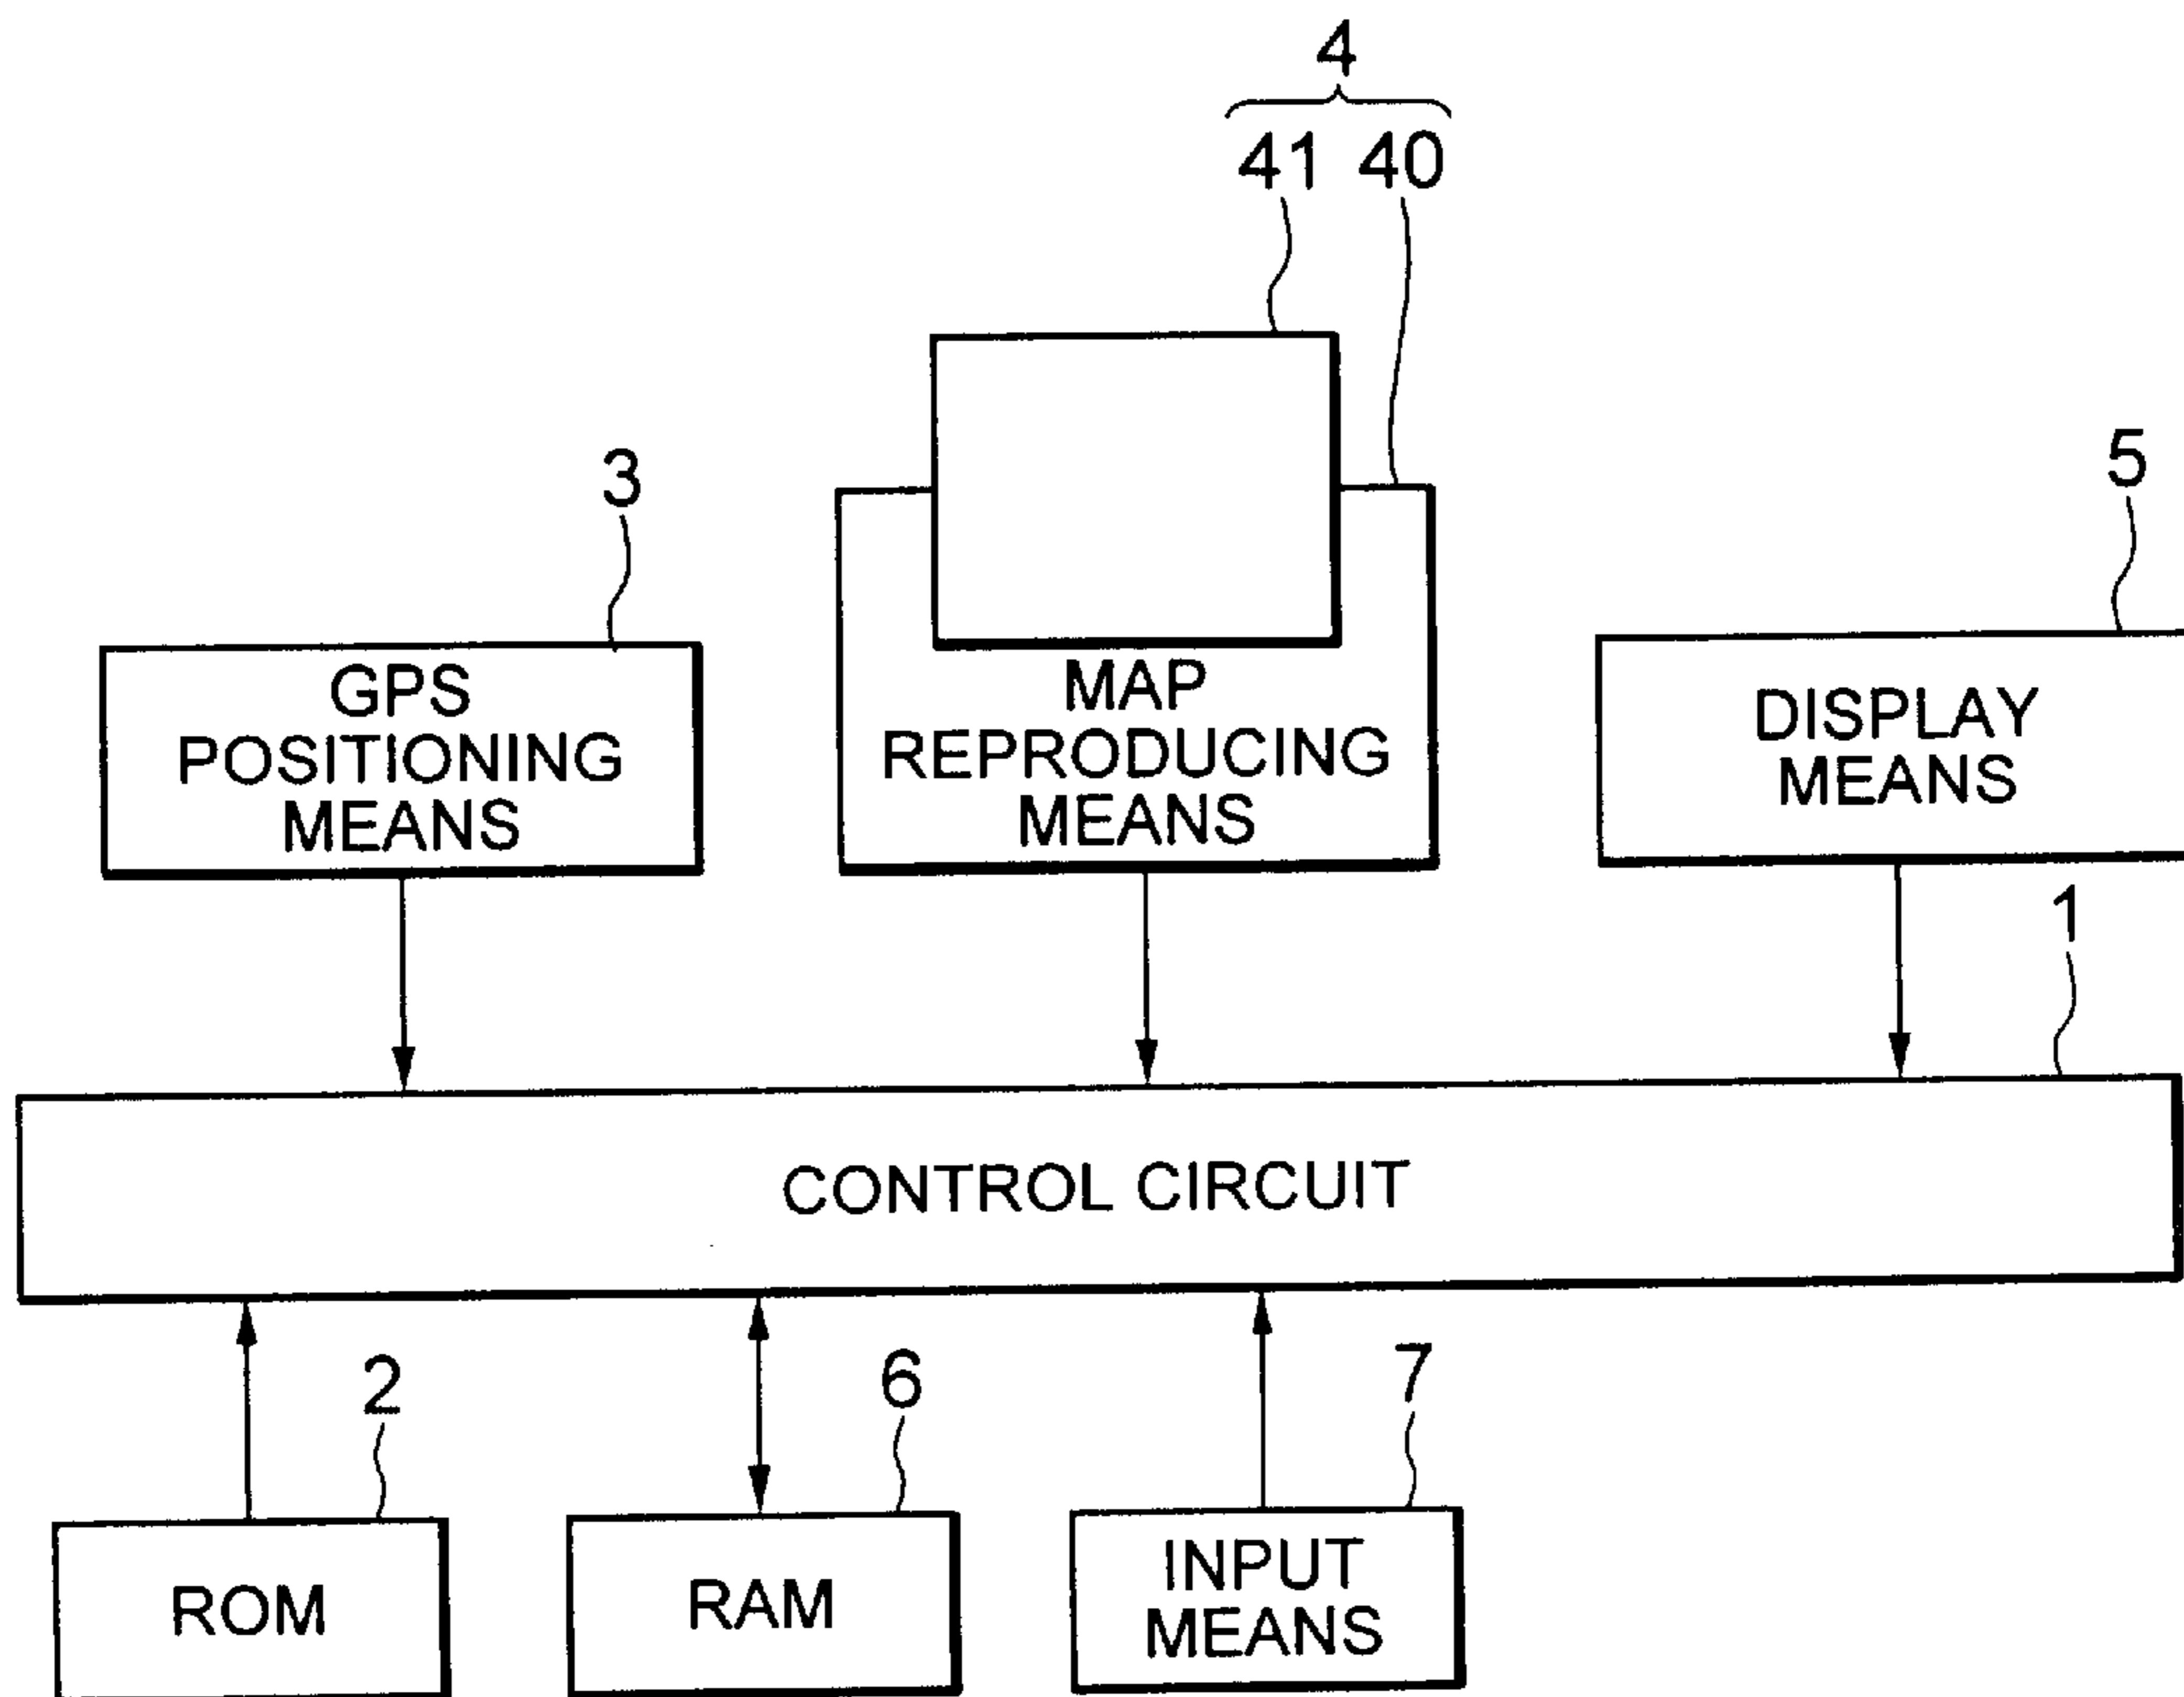 4
41 40
3
5
GPS
POSITIONING
MEANS
MAP
REPRODUCING
MEANS
DISPLAY
MEANS
1
CONTROL CIRCUIT
2
6
7
ROM
RAM
INPUT
MEANS